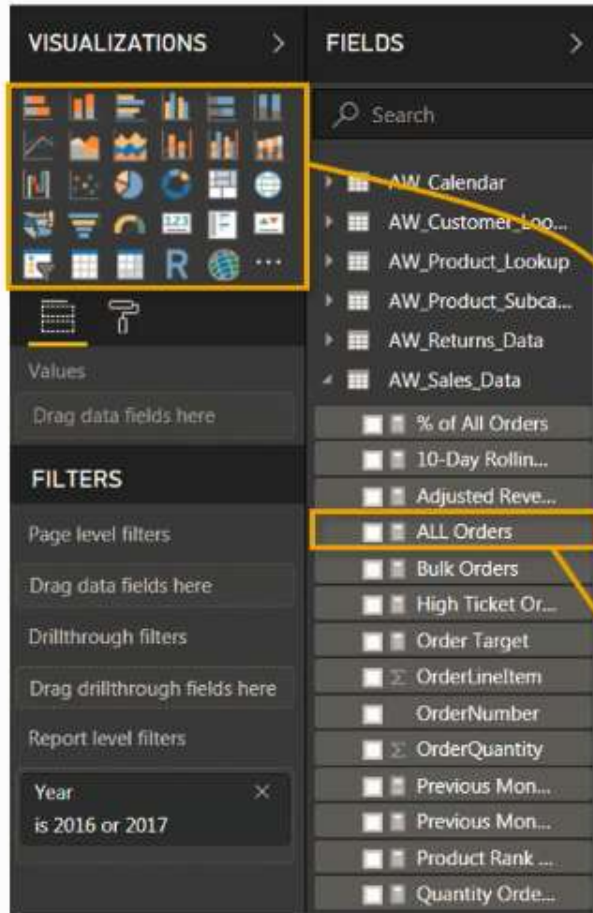 VISUALIZATIONS >
123
R
...
Values
Drag data fields here
FILTERS
Page level filters
Drag data fields here
Drillthrough filters
Drag drillthrough fields here
Report level filters
Year ×
is 2016 or 2017
FIELDS >
Search
AW_Calendar
AW_Customer_Loo...
AW_Product_Lookup
AW_Product_Subca...
AW_Returns_Data
AW_Sales_Data
% of All Orders
10-Day Rollin...
Adjusted Reve...
ALL Orders
Bulk Orders
High Ticket Or...
Order Target
Σ OrderLineItem
OrderNumber
Σ OrderQuantity
Previous Mon...
Previous Mon...
Product Rank ...
Quantity Orde...